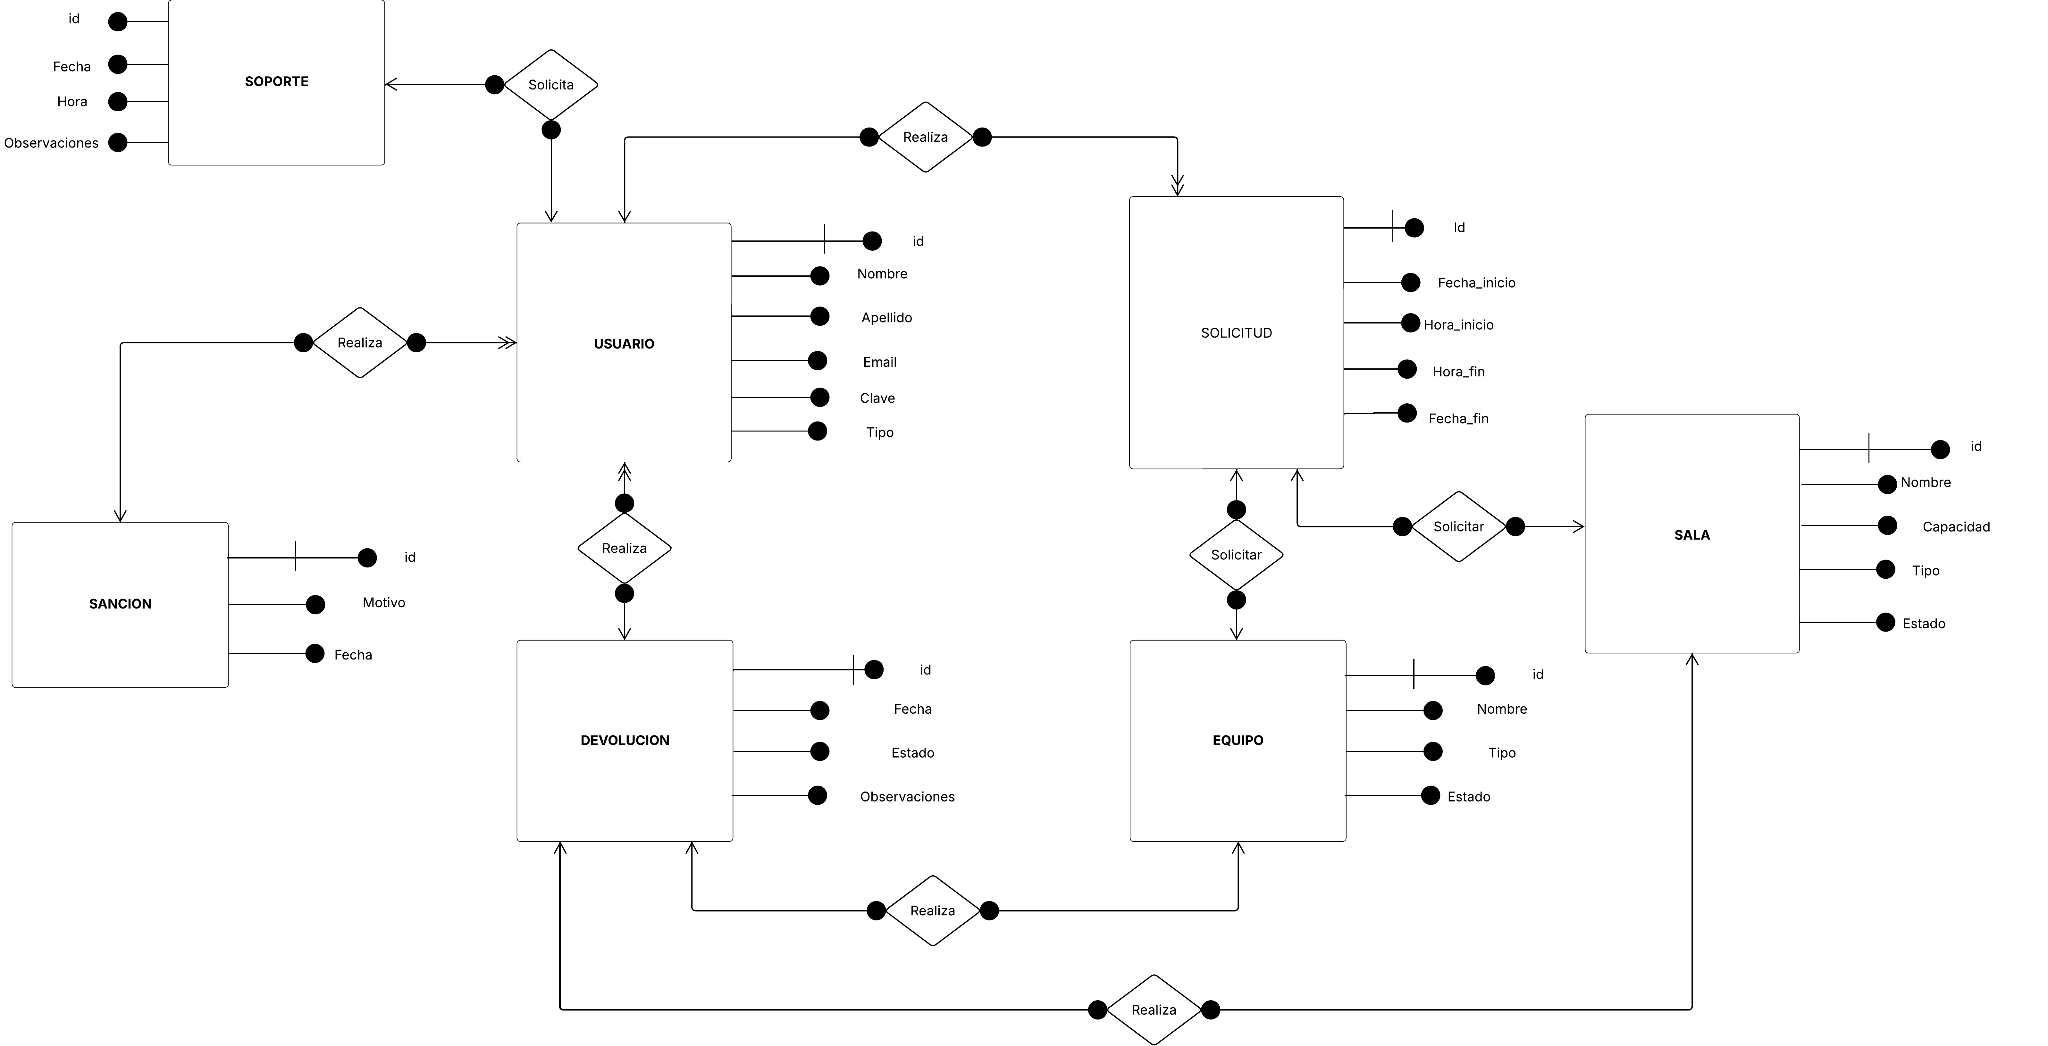 id
Fecha
Hora
Observaciones
SOPORTE
Solicita
Realiza
Realiza
USUARIO
id
Nombre
Apellido
Email
Clave
Tipo
SOLICITUD
Id
Fecha_inicio
Hora_inicio
Hora_fin
Fecha_fin
SANCION
id
Motivo
Fecha
Realiza
Solicitar
Solicitar
SALA
id
Nombre
Capacidad
Tipo
Estado
DEVOLUCION
id
Fecha
Estado
Observaciones
EQUIPO
id
Nombre
Tipo
Estado
Realiza
Realiza